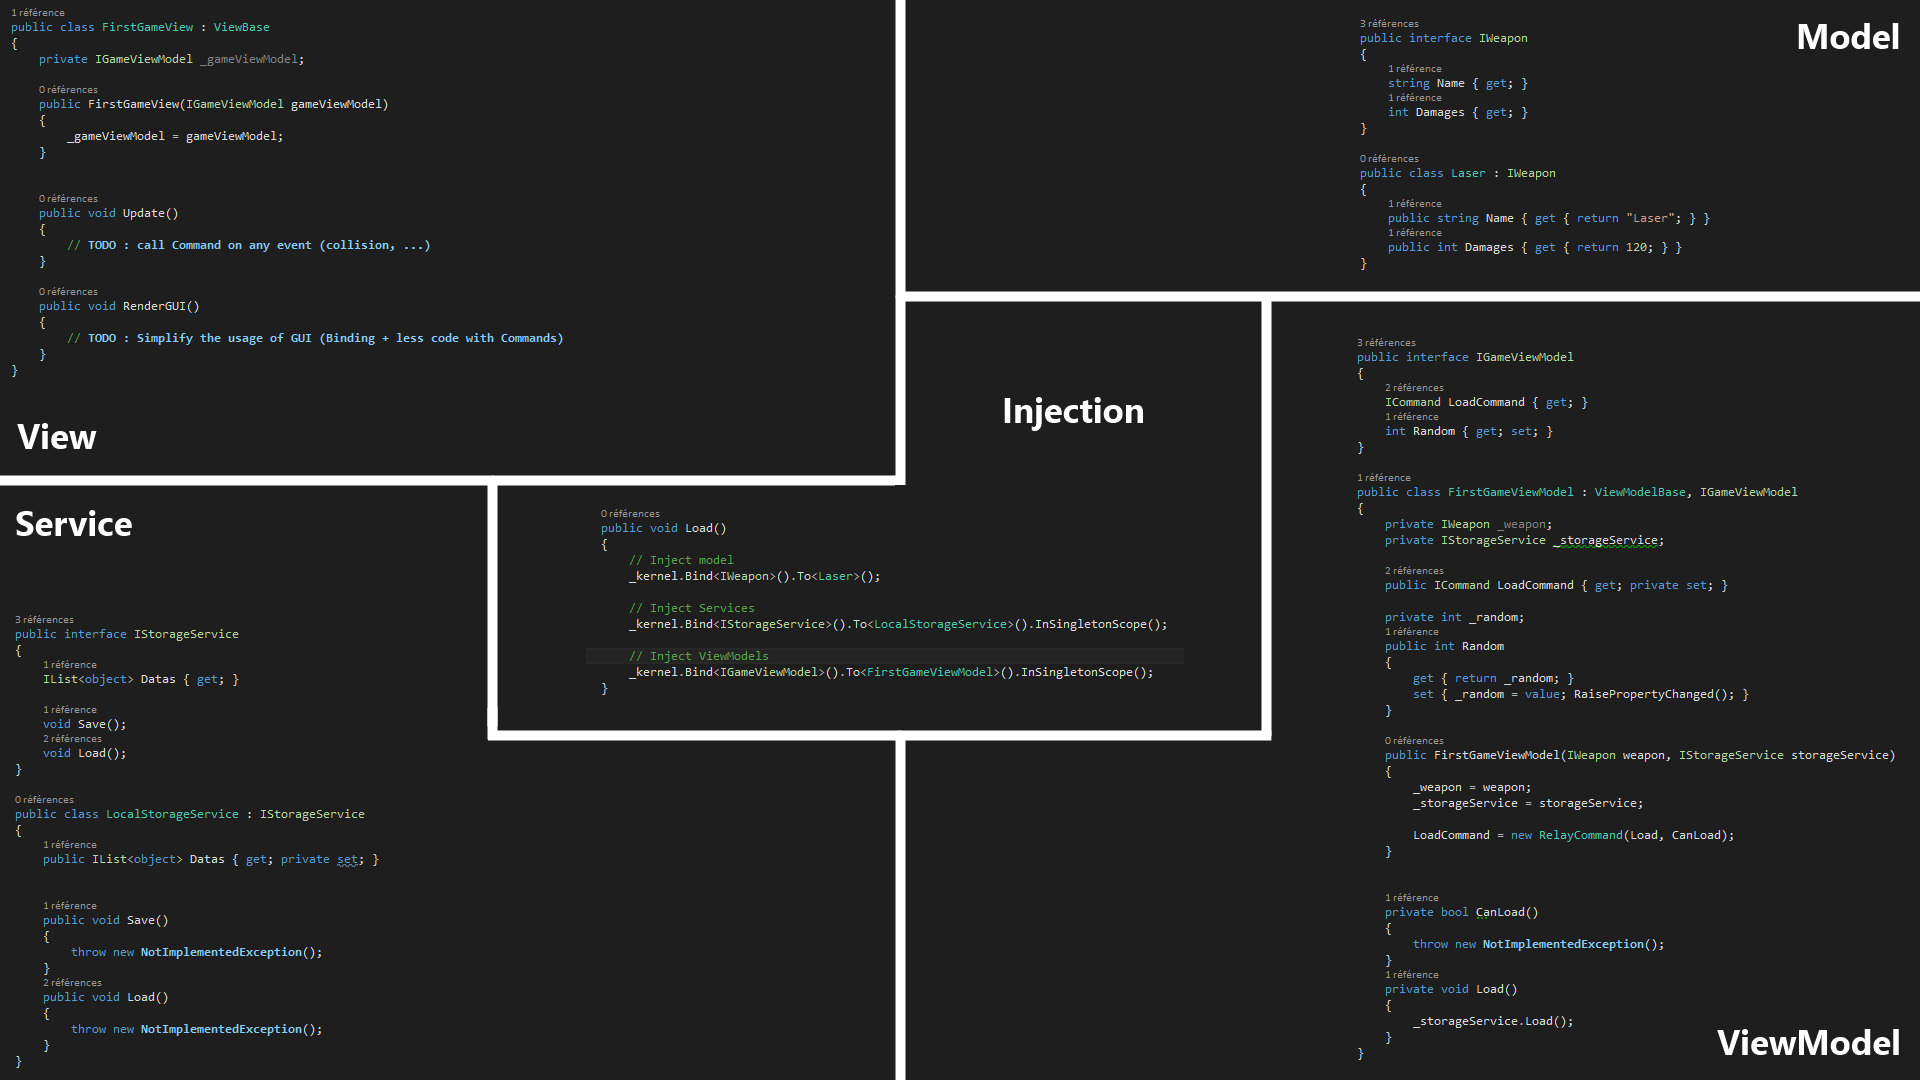 1 référence
public class FirstGameView : ViewBase
{
private IGameViewModel _gameViewModel;
0 références
public FirstGameView(IGameViewModel gameViewModel)
{
_gameViewModel = gameViewModel;
}
0 références
public void Update()
{
// TODO : call Command on any event (collision, ...)
}
0 références
public void RenderGUI()
{
// TODO : Simplify the usage of GUI (Binding + less code with Commands)
}
}
View
Model
3 références
public interface IWeapon
{
1 référence
string Name { get; }
1 référence
int Damages { get; }
}
0 références
public class Laser : IWeapon
{
1 référence
public string Name { get { return "Laser"; } }
1 référence
public int Damages { get { return 120; } }
}
Injection
0 références
public void Load()
{
// Inject model
_kernel.Bind<IWeapon>().To<Laser>();
// Inject Services
_kernel.Bind<IStorageService>().To<LocalStorageService>().InSingletonScope();
// Inject ViewModels
_kernel.Bind<IGameViewModel>().To<FirstGameViewModel>().InSingletonScope();
}
Service
3 références
public interface IStorageService
{
1 référence
IList<object> Datas { get; }
1 référence
void Save();
2 références
void Load();
}
0 références
public class LocalStorageService : IStorageService
{
1 référence
public IList<object> Datas { get; private set; }
1 référence
public void Save()
{
throw new NotImplementedException();
}
2 références
public void Load()
{
throw new NotImplementedException();
}
}
3 références
public interface IGameViewModel
{
2 références
ICommand LoadCommand { get; }
1 référence
int Random { get; set; }
}
1 référence
public class FirstGameViewModel : ViewModelBase, IGameViewModel
{
private IWeapon _weapon;
private IStorageService _storageService;
2 références
public ICommand LoadCommand { get; private set; }
private int _random;
1 référence
public int Random
{
get { return _random; }
set { _random = value; RaisePropertyChanged(); }
}
0 références
public FirstGameViewModel(IWeapon weapon, IStorageService storageService)
{
_weapon = weapon;
_storageService = storageService;
LoadCommand = new RelayCommand(Load, CanLoad);
}
1 référence
private bool CanLoad()
{
throw new NotImplementedException();
}
1 référence
private void Load()
{
_storageService.Load();
}
}
ViewModel